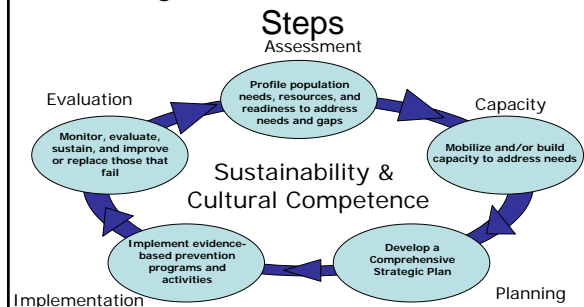 Steps
Assessment
Profile population
needs, resources, and
readiness to address
needs and gaps
Evaluation
Capacity
Monitor, evaluate,
sustain, and improve
or replace those that
fail
Mobilize and/or build
capacity to address needs
Sustainability &
Cultural Competence
Implement evidence-
based prevention
programs and
activities
Develop a
Comprehensive
Strategic Plan
Implementation
Planning